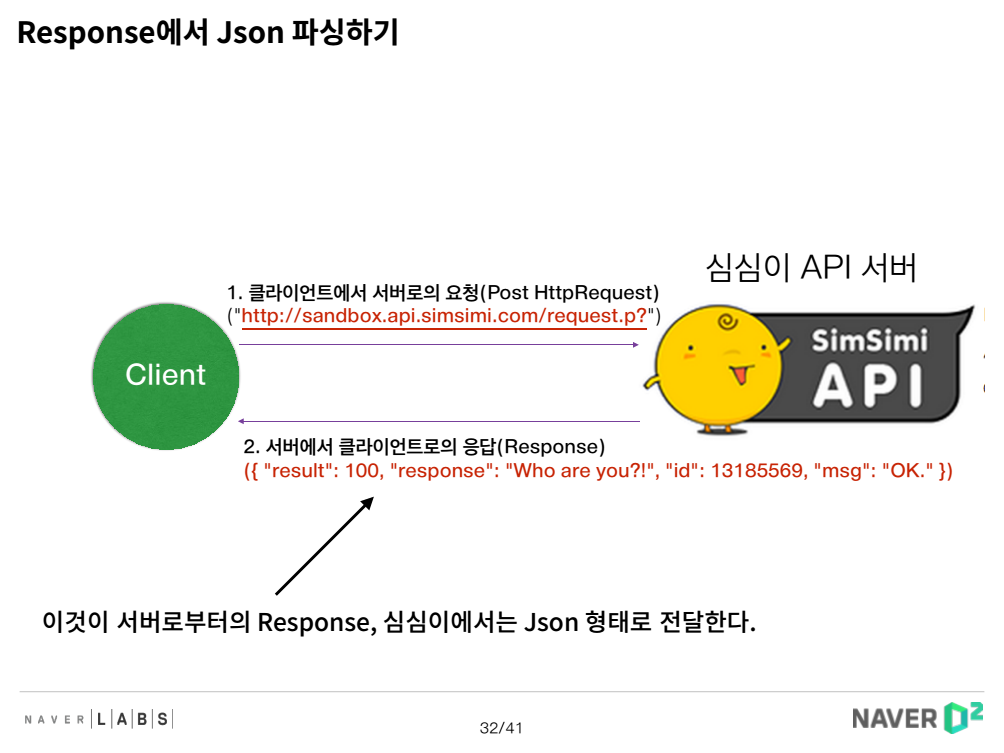 Response에서 Json 파싱하기
심심이 API 서버
1. 클라이언트에서 서버로의 요청(Post HttpRequest)
("http://sandbox.api.simsimi.com/request.p?")
SimSimi
API
Client
2. 서버에서 클라이언트로의 응답(Response)
({ "result": 100, "response": "Who are you?!", "id": 13185569, "msg": "OK." })
이것이 서버로부터의 Response, 심심이에서는 Json 형태로 전달한다.
NAVER LABS
32/41
NAVER D2